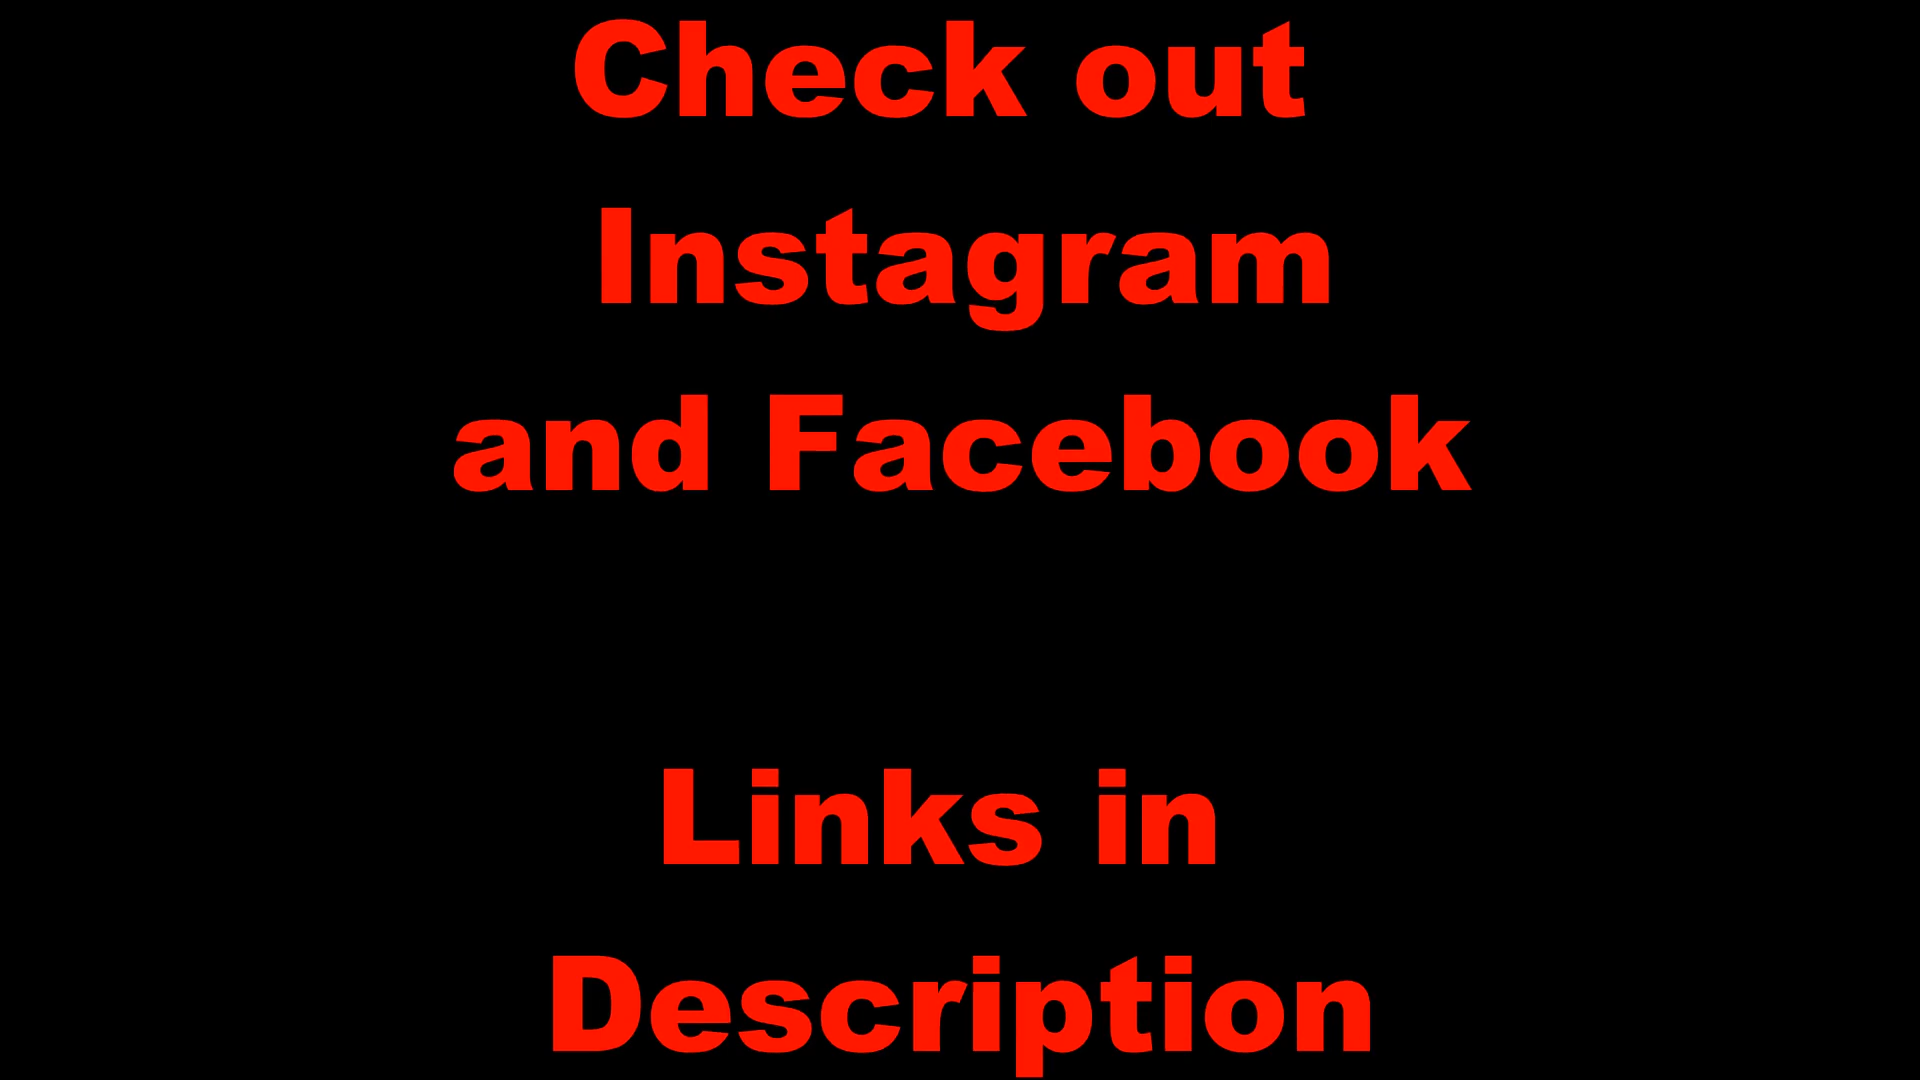 Check out
Instagram
and Facebook
Links in
Description